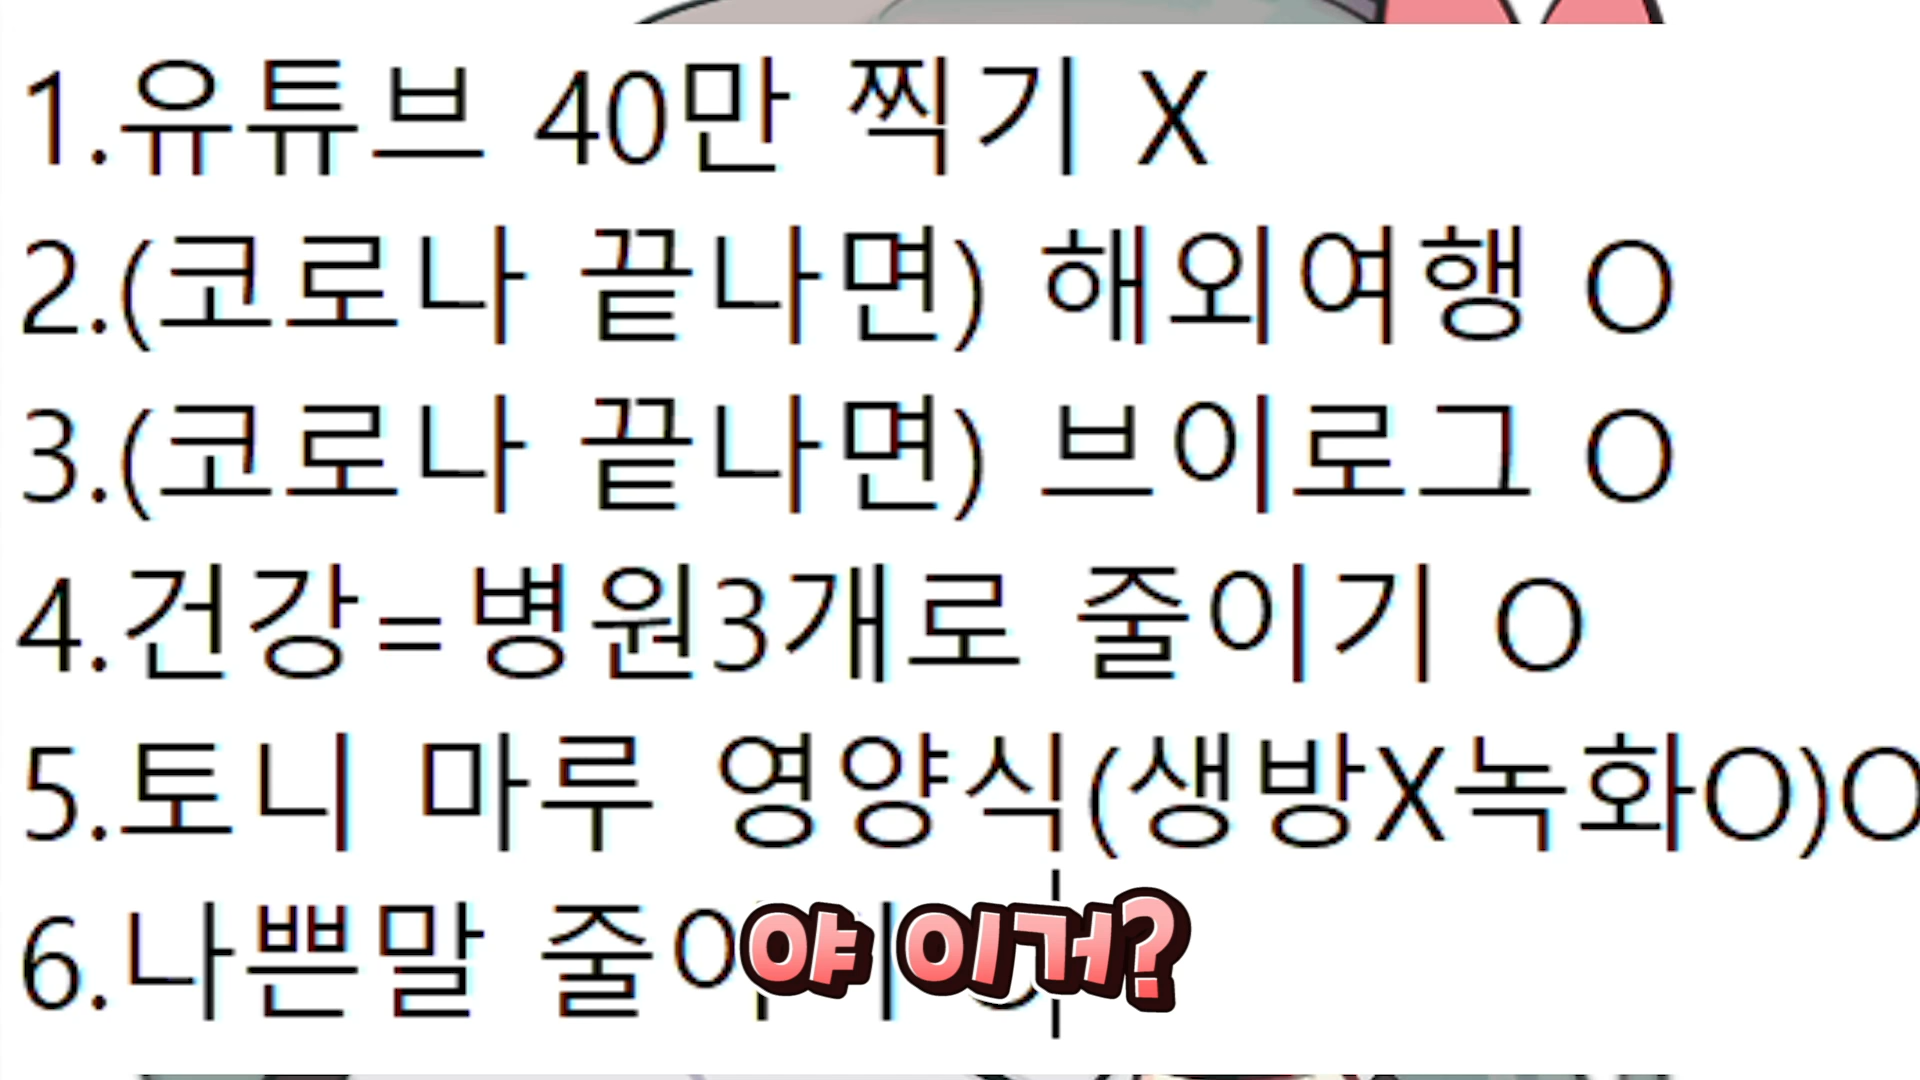 1.유튜브 40만 찍기 X
2.(코로나 끝나면) 해외여행 O
3.(코로나 끝나면) 브이로그 O
4.건강=병원3개로 줄이기 O
5.토니 마루 영양식(생방X녹화O)O
6.나쁜말
야 이거?